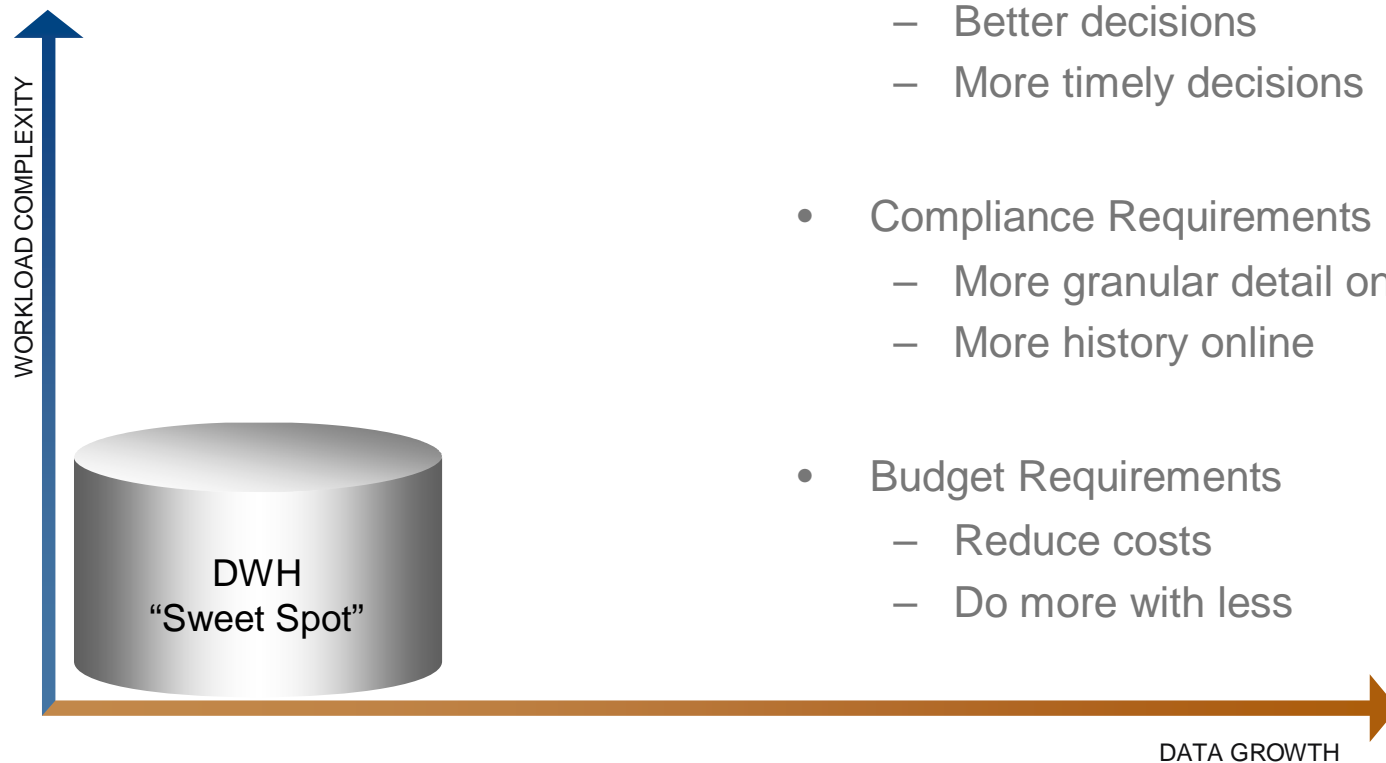 WORKLOAD COMPLEXITY
– Better decisions
– More timely decisions
• Compliance Requirements
– More granular detail on
– More history online
• Budget Requirements
– Reduce costs
– Do more with less
DWH
“Sweet Spot”
DATA GROWTH